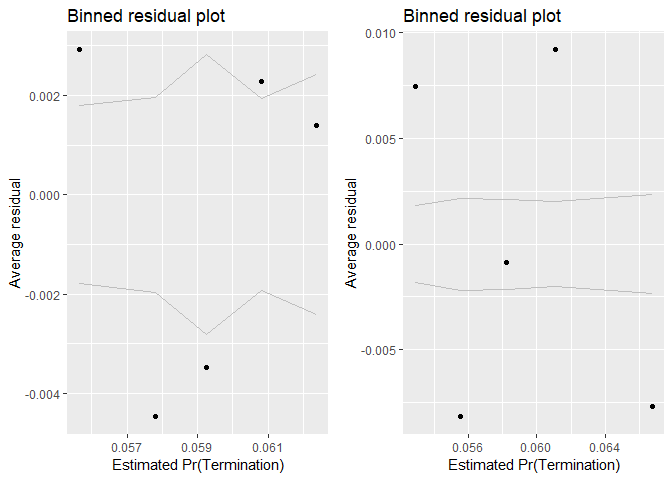 Binned residual plot
Average residual
0.002
0.000
-0.002
-0.004
0.057
0.059
0.061
Estimated Pr(Termination)
Binned residual plot
Average residual
0.010
0.005
0.000
-0.005
0.056
0.060
0.064
Estimated Pr(Termination)